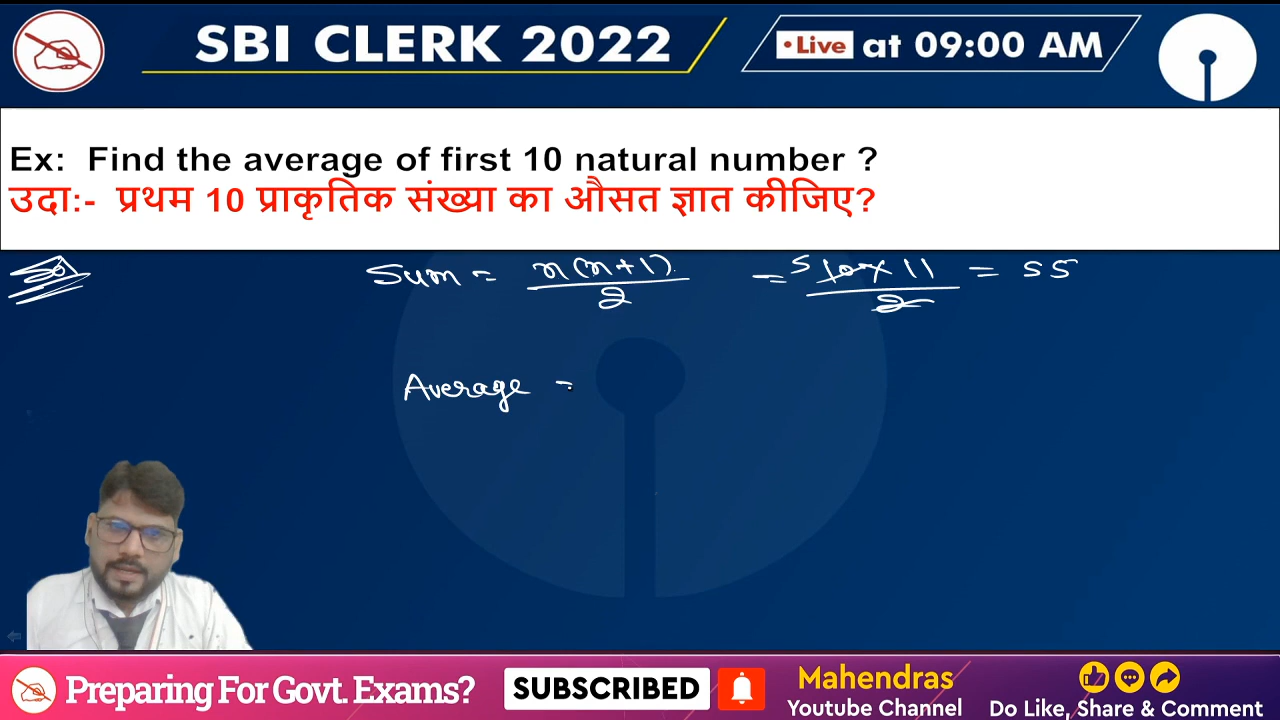 SBI CLERK 2022
• Live at 09:00 AM
Ex: Find the average of first 10 natural number ?
उदाः- प्रथम 10 प्राकृतिक संख्या का औसत ज्ञात कीजिए?
Sum = n(n+1)/2 = 5 10×11/2 = 55
Average =
Preparing For Govt. Exams?
SUBSCRIBED
Mahendras
Youtube Channel
Do Like, Share & Comment